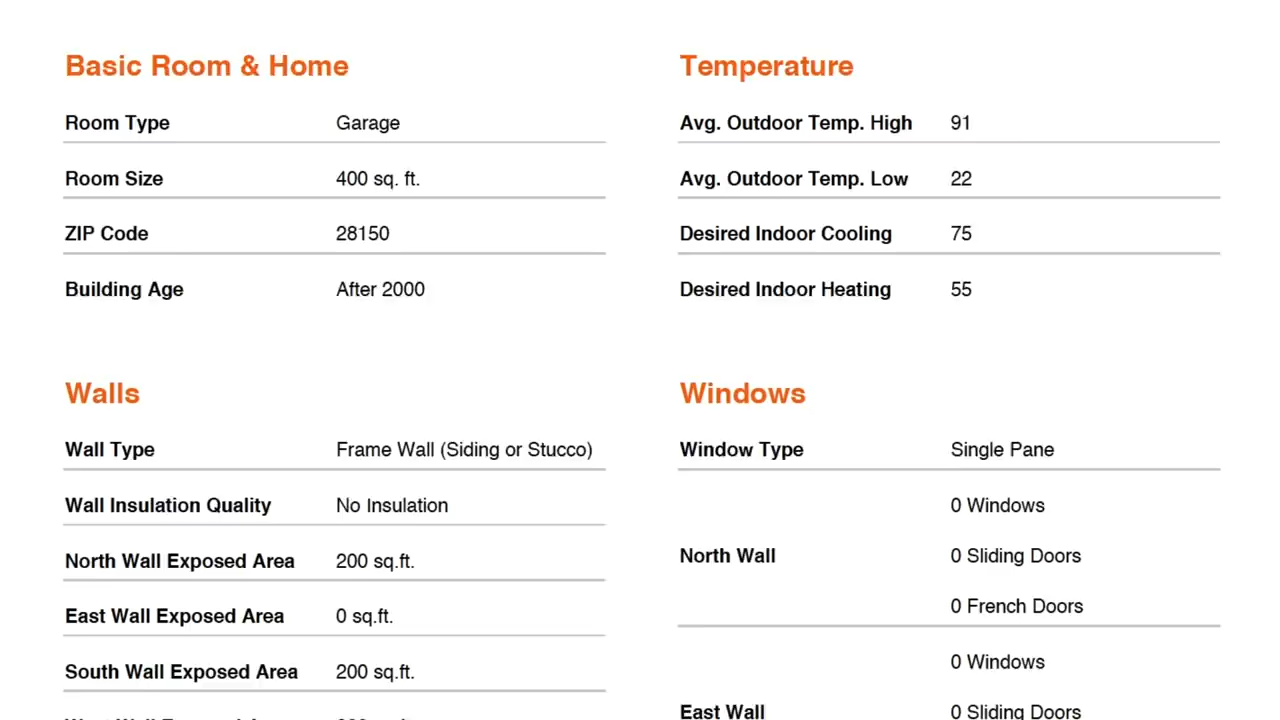 Basic Room & Home
Room Type Garage
Room Size 400 sq. ft.
ZIP Code 28150
Building Age After 2000
Temperature
Avg. Outdoor Temp. High 91
Avg. Outdoor Temp. Low 22
Desired Indoor Cooling 75
Desired Indoor Heating 55
Walls
Wall Type Frame Wall (Siding or Stucco)
Wall Insulation Quality No Insulation
North Wall Exposed Area 200 sq.ft.
East Wall Exposed Area 0 sq.ft.
South Wall Exposed Area 200 sq.ft.
Windows
Window Type Single Pane
0 Windows
North Wall 0 Sliding Doors
0 French Doors
0 Windows
East Wall 0 Sliding Doors